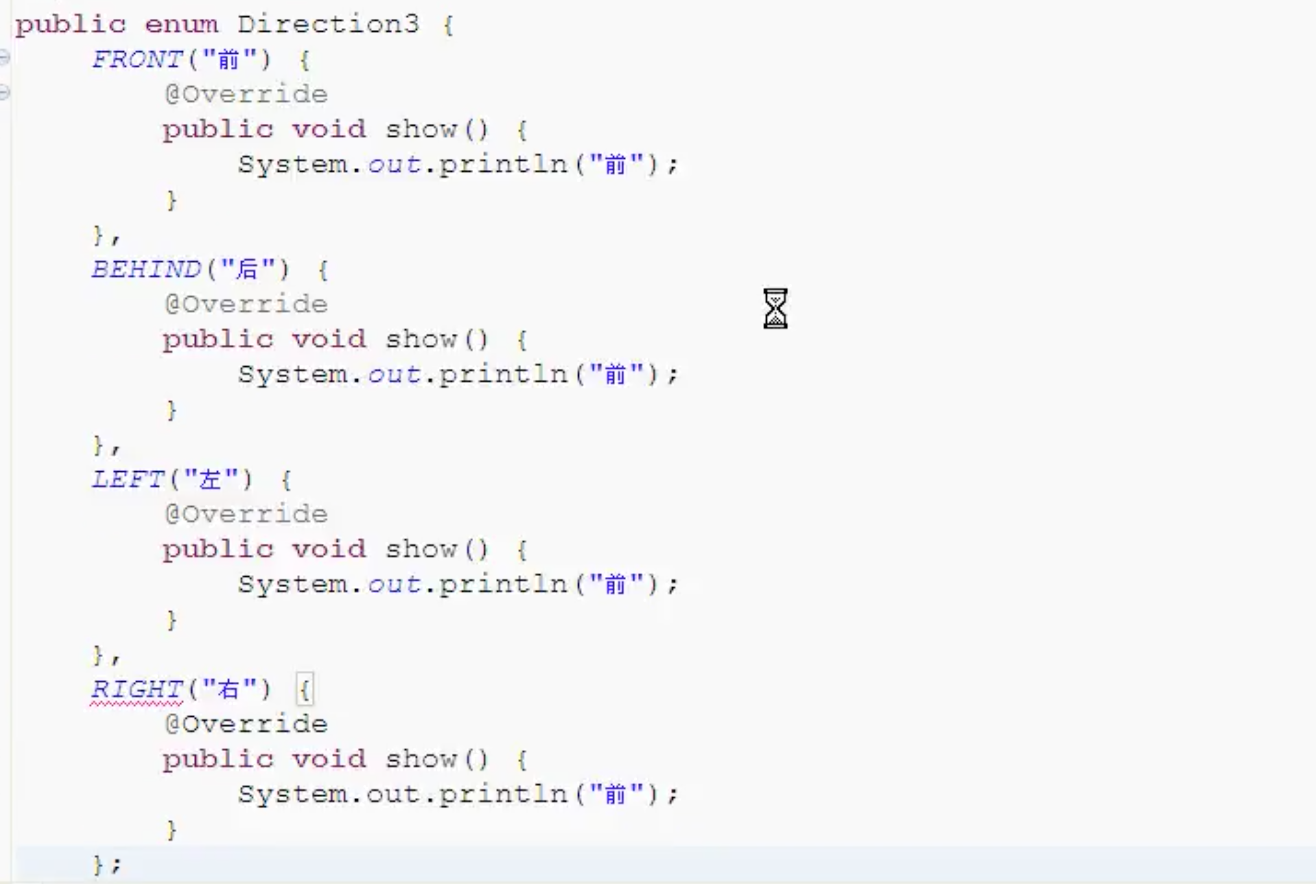 public enum Direction3 {
FRONT("前") {
@Override
public void show() {
System.out.println("前");
}
},
BEHIND("后") {
@Override
public void show() {
System.out.println("前");
}
},
LEFT("左") {
@Override
public void show() {
System.out.println("前");
}
},
RIGHT("右") {
@Override
public void show() {
System.out.println("前");
}
};